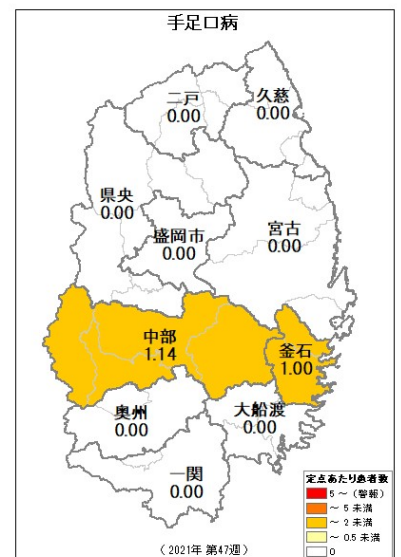 手足口病
二戸
0.00
久慈
0.00
県央
0.00
盛岡市
0.00
宮古
0.00
中部
1.14
釜石
1.00
奥州
0.00
大船渡
0.00
一関
0.00
定点あたり患者数
5 ~ (警報)
~ 5 未満
~ 2 未満
~ 0.5 未満
0
(2021年 第47週)